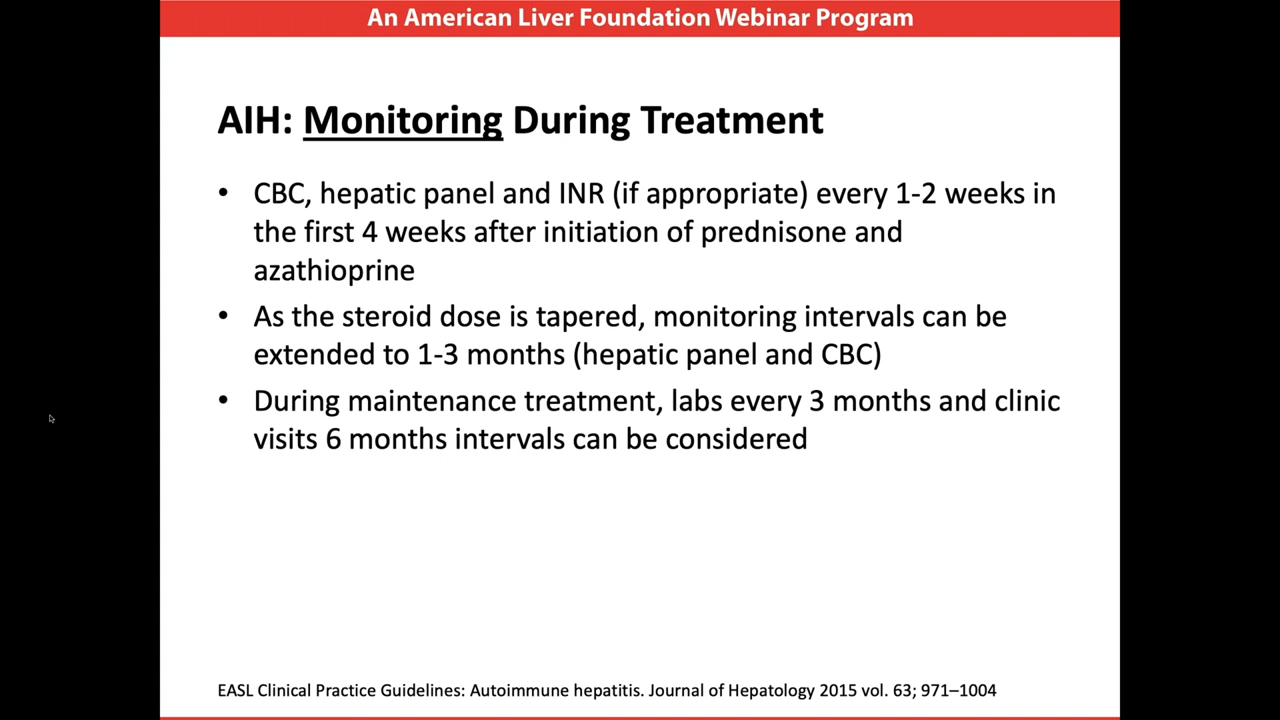 An American Liver Foundation Webinar Program
AIH: Monitoring During Treatment
• CBC, hepatic panel and INR (if appropriate) every 1-2 weeks in
the first 4 weeks after initiation of prednisone and
azathioprine
• As the steroid dose is tapered, monitoring intervals can be
extended to 1-3 months (hepatic panel and CBC)
• During maintenance treatment, labs every 3 months and clinic
visits 6 months intervals can be considered
EASL Clinical Practice Guidelines: Autoimmune hepatitis. Journal of Hepatology 2015 vol. 63; 971–1004